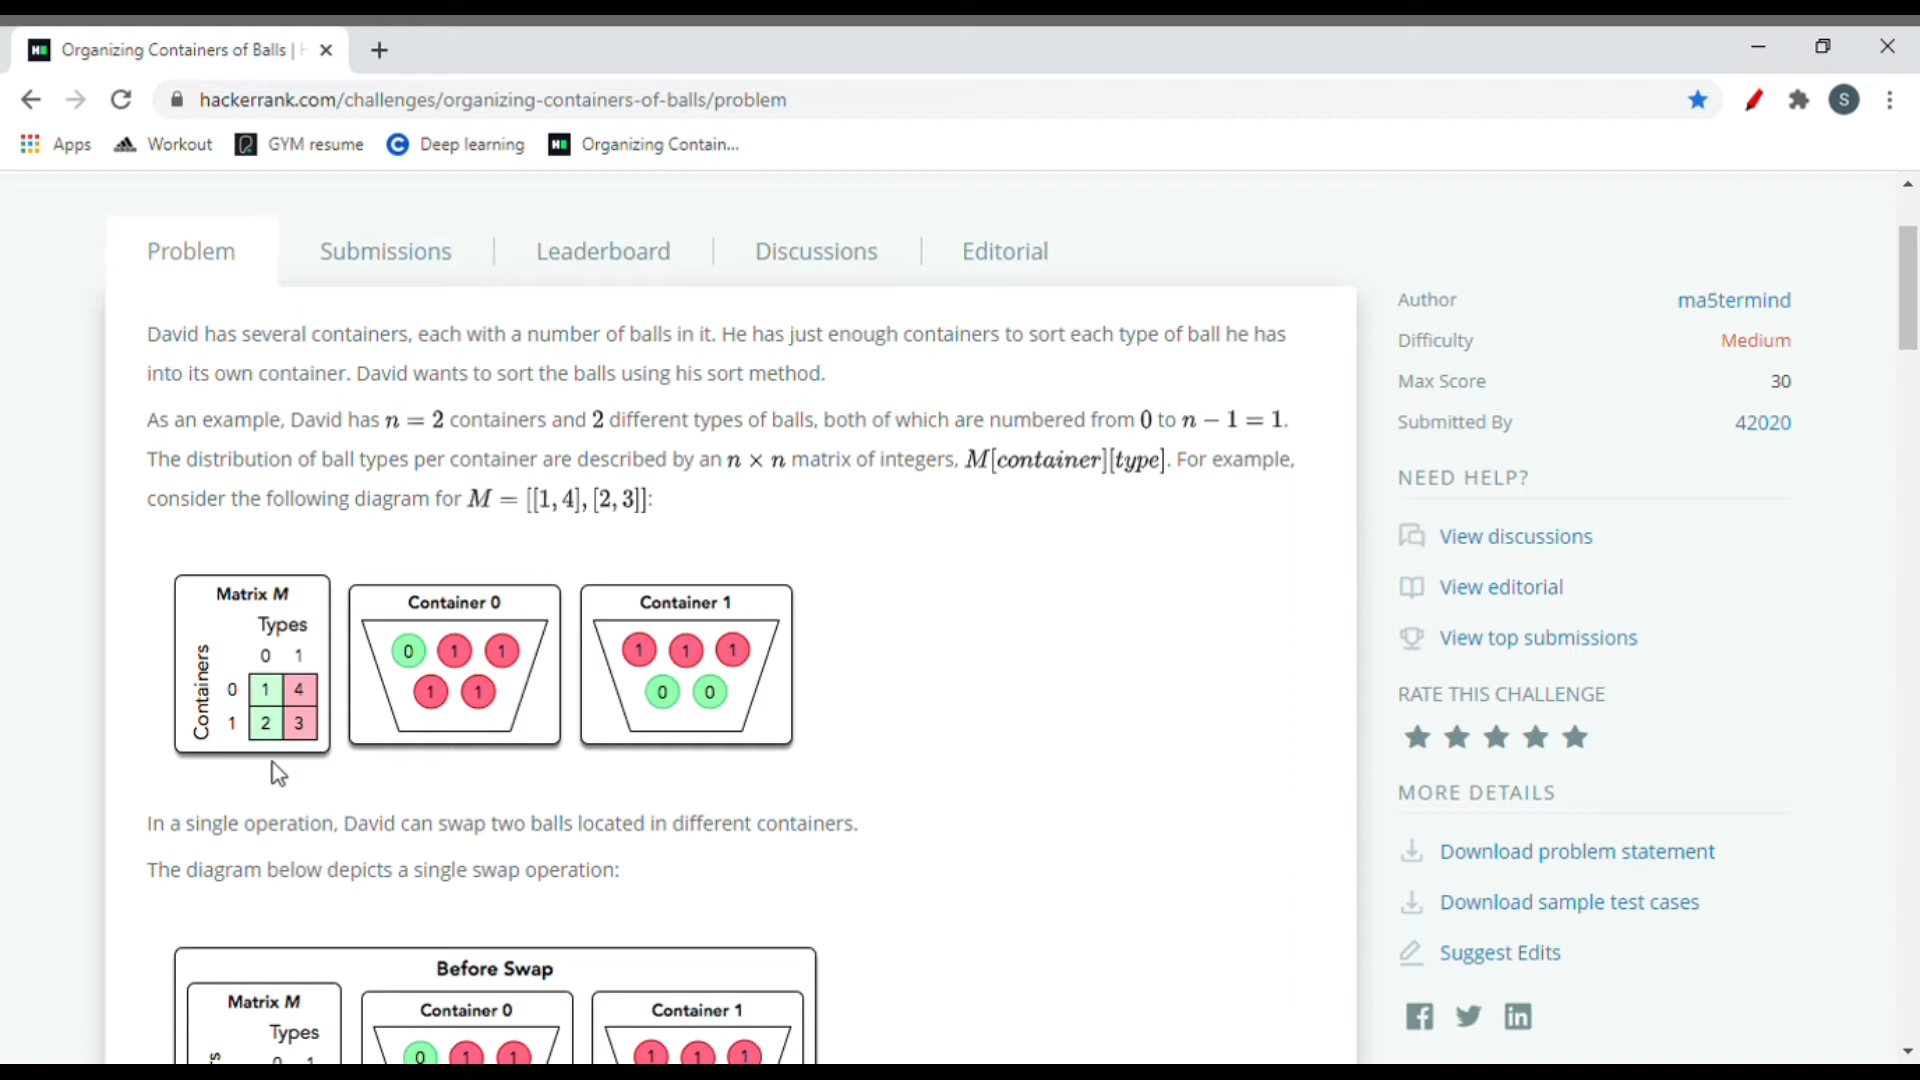 Organizing Containers of Balls |
hackerrank.com/challenges/organizing-containers-of-balls/problem
S
Apps Workout GYM resume Deep learning Organizing Contain...
Problem Submissions Leaderboard Discussions Editorial
David has several containers, each with a number of balls in it. He has just enough containers to sort each type of ball he has
into its own container. David wants to sort the balls using his sort method.
As an example, David has n = 2 containers and 2 different types of balls, both of which are numbered from 0 to n − 1 = 1.
The distribution of ball types per container are described by an n × n matrix of integers, M[container][type]. For example,
consider the following diagram for M = [[1, 4], [2, 3]]:
Matrix M
Types
0 1
Containers
0 1 4
1 2 3
Container 0
0 1 1
1 1
Container 1
1 1 1
0 0
In a single operation, David can swap two balls located in different containers.
The diagram below depicts a single swap operation:
Before Swap
Matrix M
Types
0 1
Container 0
0 1 1
Container 1
1 1 1
Author ma5termind
Difficulty Medium
Max Score 30
Submitted By 42020
NEED HELP?
View discussions
View editorial
View top submissions
RATE THIS CHALLENGE
MORE DETAILS
Download problem statement
Download sample test cases
Suggest Edits